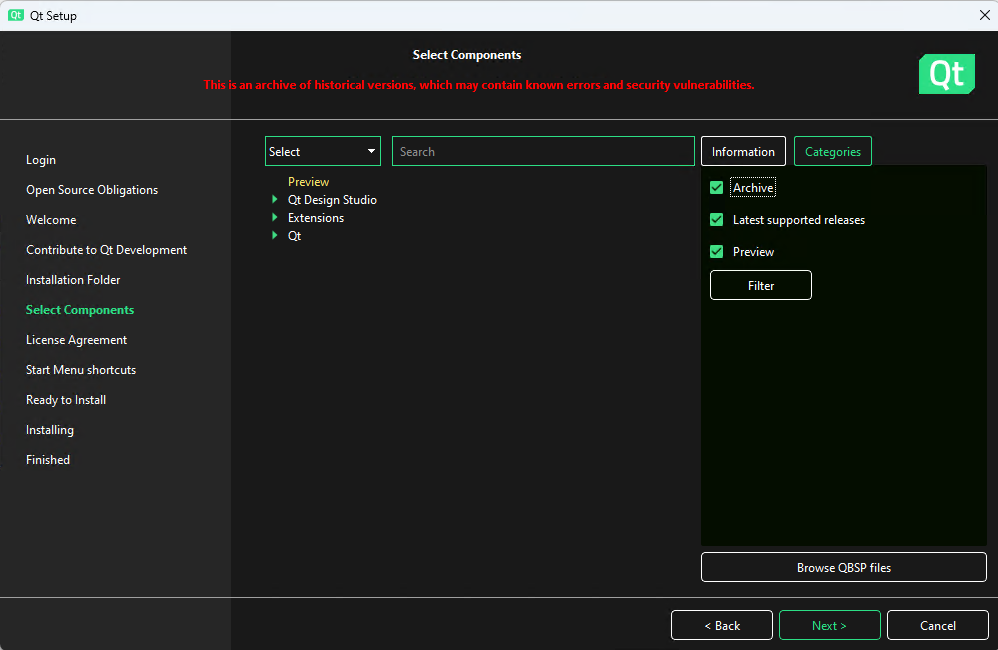 Qt Qt Setup
Select Components
This is an archive of historical versions, which may contain known errors and security vulnerabilities.
Qt
Login
Open Source Obligations
Welcome
Contribute to Qt Development
Installation Folder
Select Components
License Agreement
Start Menu shortcuts
Ready to Install
Installing
Finished
Select
Search
Preview
Qt Design Studio
Extensions
Qt
Information
Categories
Archive
Latest supported releases
Preview
Filter
Browse QBSP files
< Back
Next >
Cancel